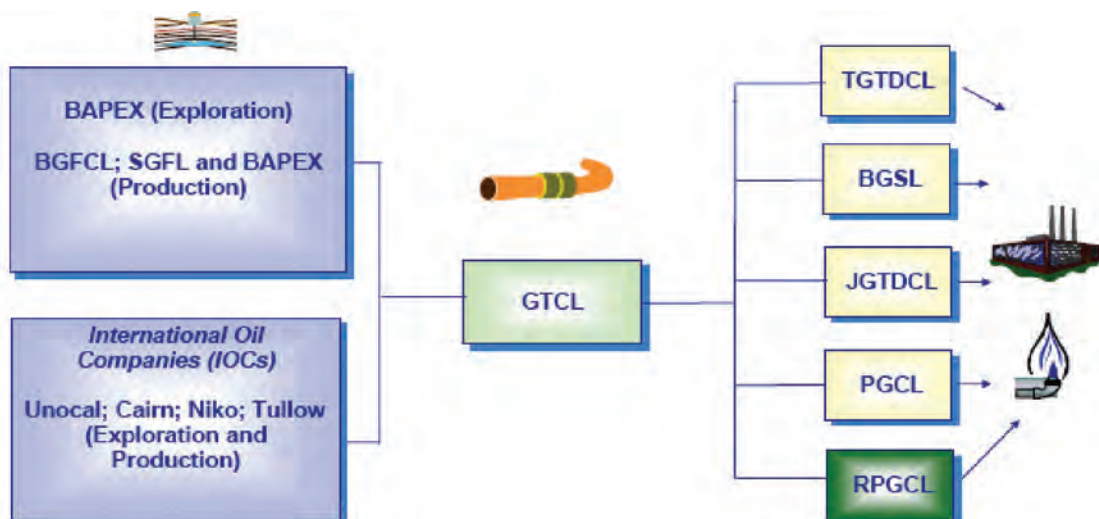 BAPEX (Exploration)
BGFCL; SGFL and BAPEX
(Production)
International Oil
Companies (IOCs)
Unocal; Cairn; Niko; Tullow
(Exploration and
Production)
GTCL
TGTDCL
BGSL
JGTDCL
PGCL
RPGCL